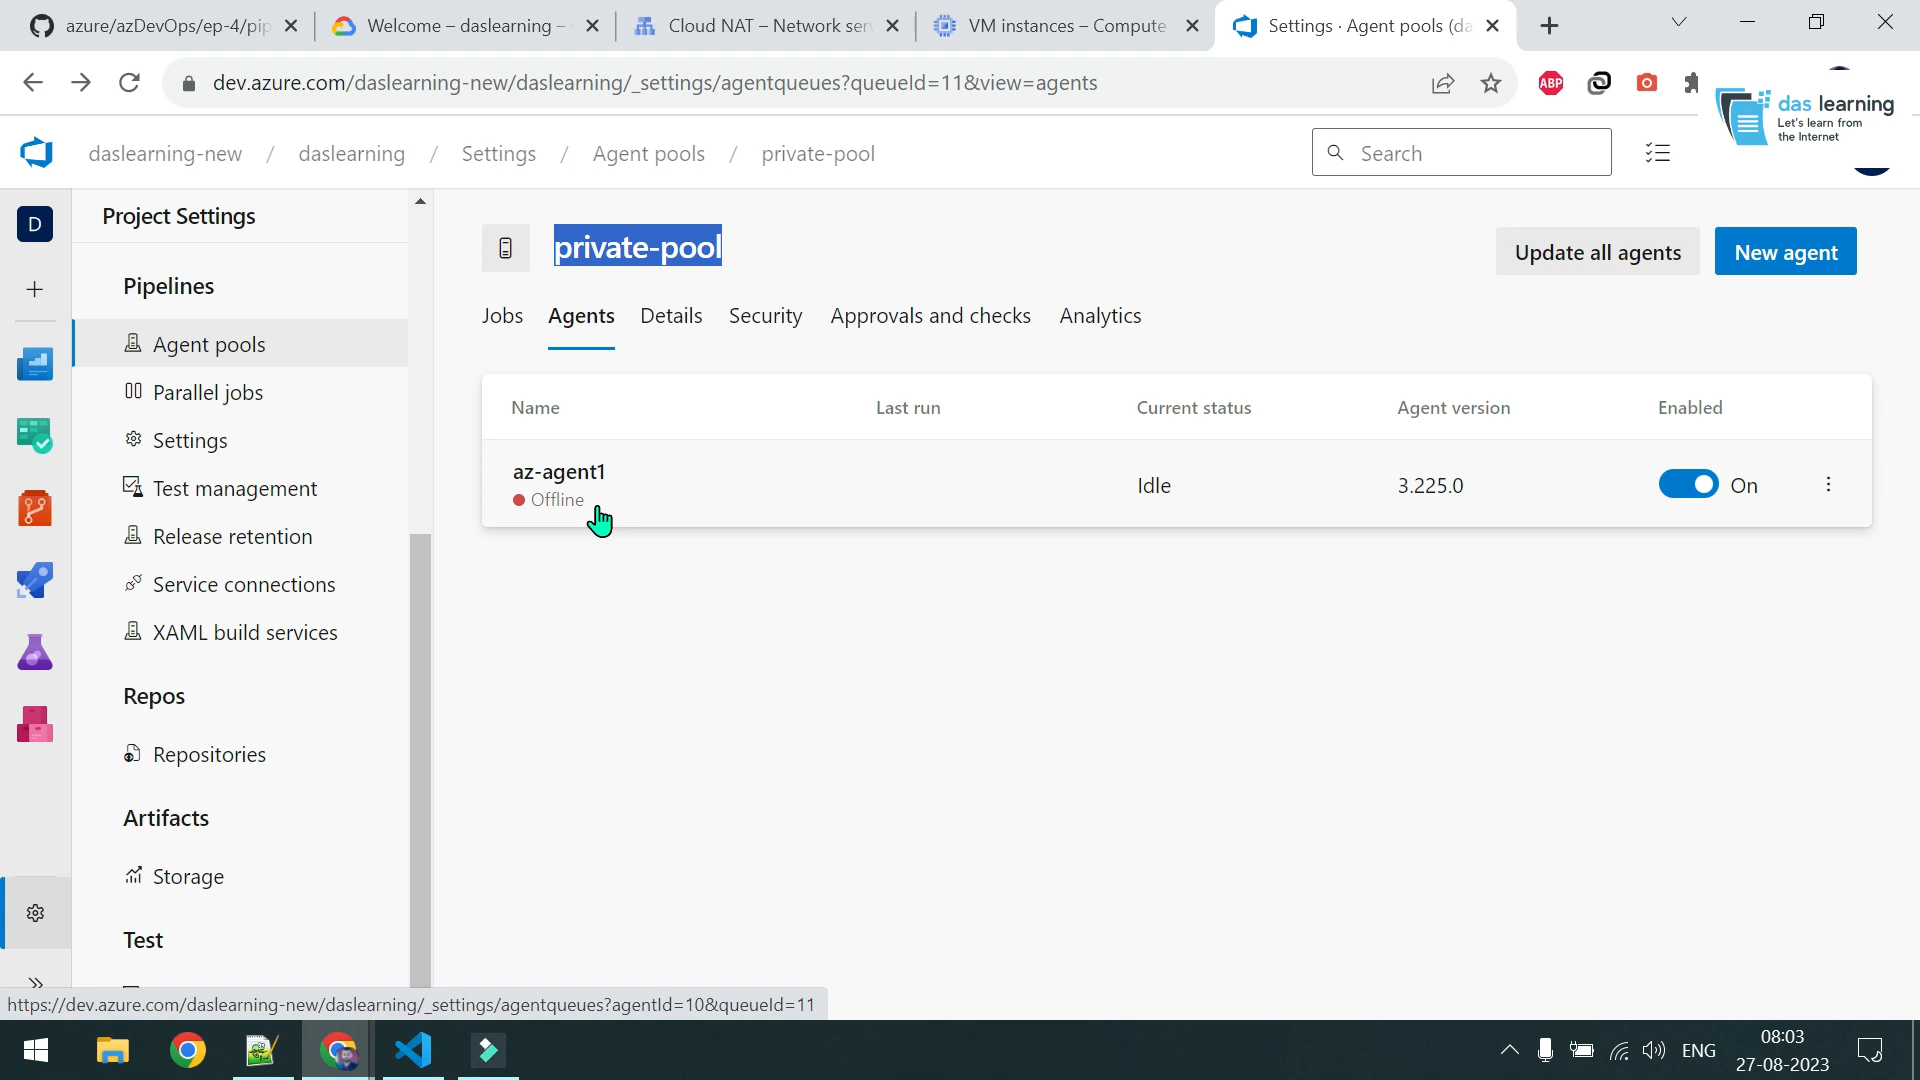 azure/azDevOps/ep-4/pip
Welcome – daslearning –
Cloud NAT – Network ser
VM instances – Compute
Settings · Agent pools (da
dev.azure.com/daslearning-new/daslearning/_settings/agentqueues?queueId=11&view=agents
ABP
das learning
Let's learn from
the Internet
daslearning-new / daslearning / Settings / Agent pools / private-pool
Search
D
Project Settings
Pipelines
Agent pools
Parallel jobs
Settings
Test management
Release retention
Service connections
XAML build services
Repos
Repositories
Artifacts
Storage
Test
private-pool
Update all agents
New agent
Jobs Agents Details Security Approvals and checks Analytics
Name Last run Current status Agent version Enabled
az-agent1
Offline
Idle
3.225.0
On
https://dev.azure.com/daslearning-new/daslearning/_settings/agentqueues?agentId=10&queueId=11
ENG
08:03
27-08-2023